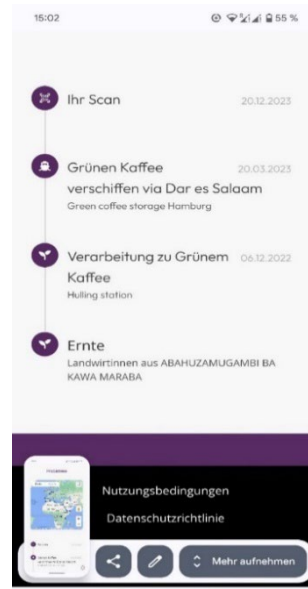 15:02
55 %
Ihr Scan
20.12.2023
Grünen Kaffee
20.03.2023
verschiffen via Dar es Salaam
Green coffee storage Hamburg
Verarbeitung zu Grünem
06.12.2022
Kaffee
Hulling station
Ernte
Landwirtinnen aus ABAHUZAMUGAMBI BA
KAWA MARABA
Nutzungsbedingungen
Datenschutzrichtlinie
Mehr aufnehmen